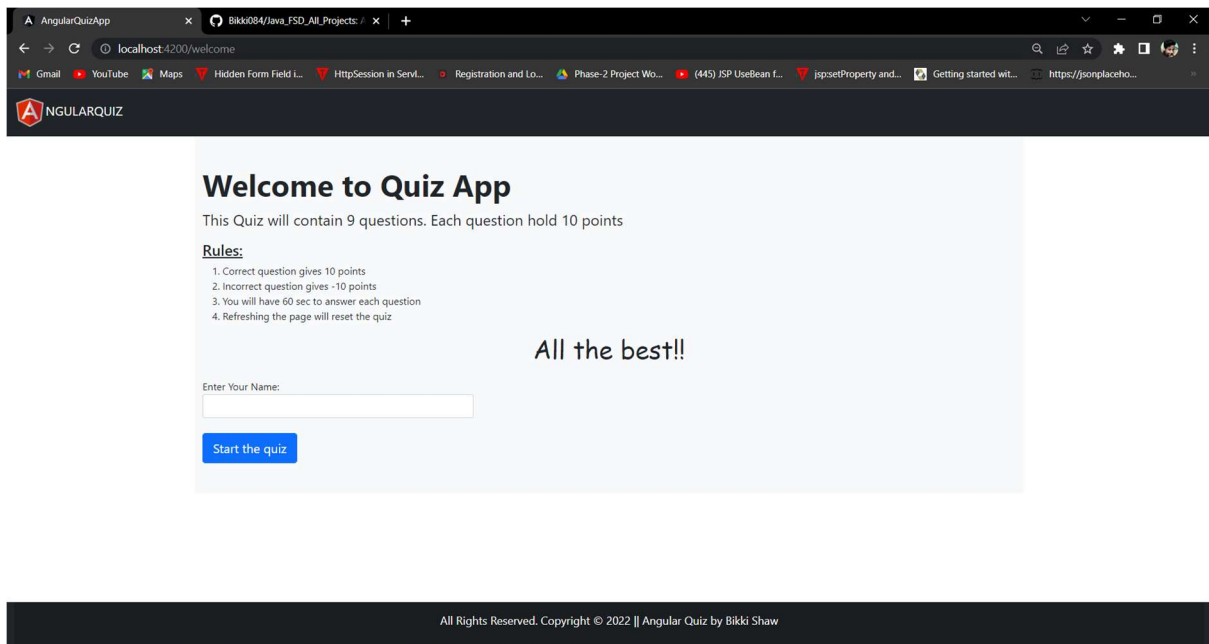 AngularQuizApp
Bikki084/Java_FSD_All_Projects: A
localhost:4200/welcome
Gmail YouTube Maps Hidden Form Field i... HttpSession in Servl... Registration and Lo... Phase-2 Project Wo... (445) JSP UseBean f... jsp:setProperty and... Getting started wit... https://jsonplaceho...
A NGULARQUIZ
Welcome to Quiz App
This Quiz will contain 9 questions. Each question hold 10 points
Rules:
1. Correct question gives 10 points
2. Incorrect question gives -10 points
3. You will have 60 sec to answer each question
4. Refreshing the page will reset the quiz
All the best!!
Enter Your Name:
Start the quiz
All Rights Reserved. Copyright © 2022 || Angular Quiz by Bikki Shaw